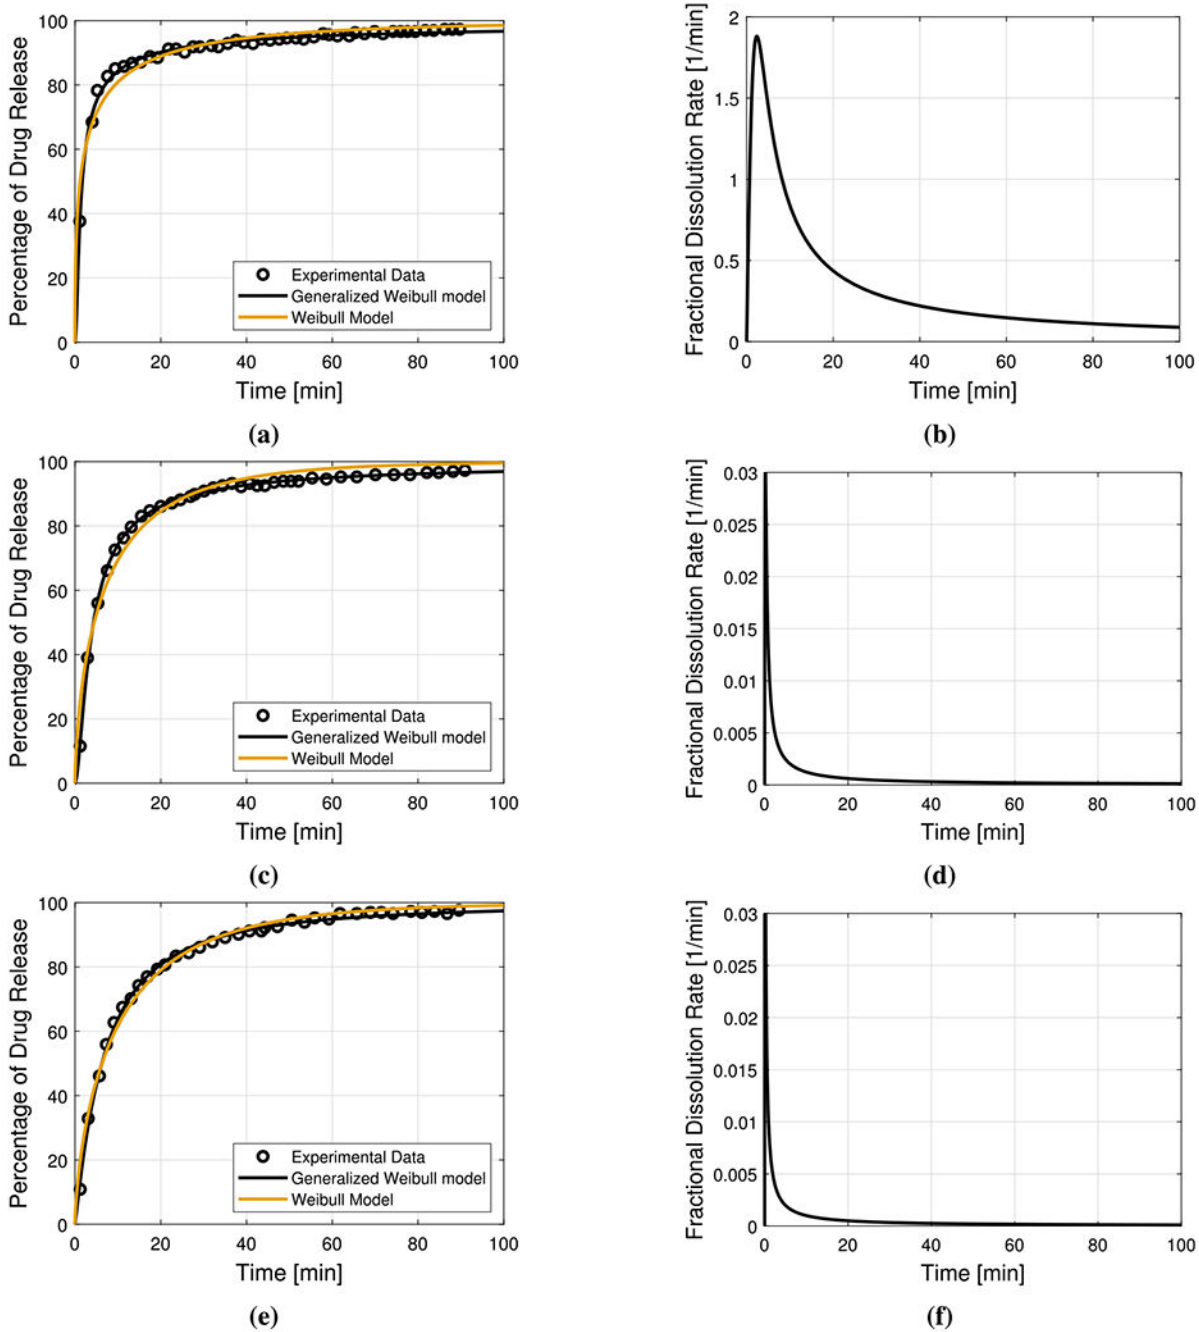 Percentage of Drug Release
100
80
60
40
20
0
0 20 40 60 80 100
Time [min]
Experimental Data
Generalized Weibull model
Weibull Model
(a)
Fractional Dissolution Rate [1/min]
2
1.5
1
0.5
0
0 20 40 60 80 100
Time [min]
(b)
Percentage of Drug Release
100
80
60
40
20
0
0 20 40 60 80 100
Time [min]
Experimental Data
Generalized Weibull model
Weibull Model
(c)
Fractional Dissolution Rate [1/min]
0.03
0.025
0.02
0.015
0.01
0.005
0
0 20 40 60 80 100
Time [min]
(d)
Percentage of Drug Release
100
80
60
40
20
0
0 20 40 60 80 100
Time [min]
Experimental Data
Generalized Weibull model
Weibull Model
(e)
Fractional Dissolution Rate [1/min]
0.03
0.025
0.02
0.015
0.01
0.005
0
0 20 40 60 80 100
Time [min]
(f)